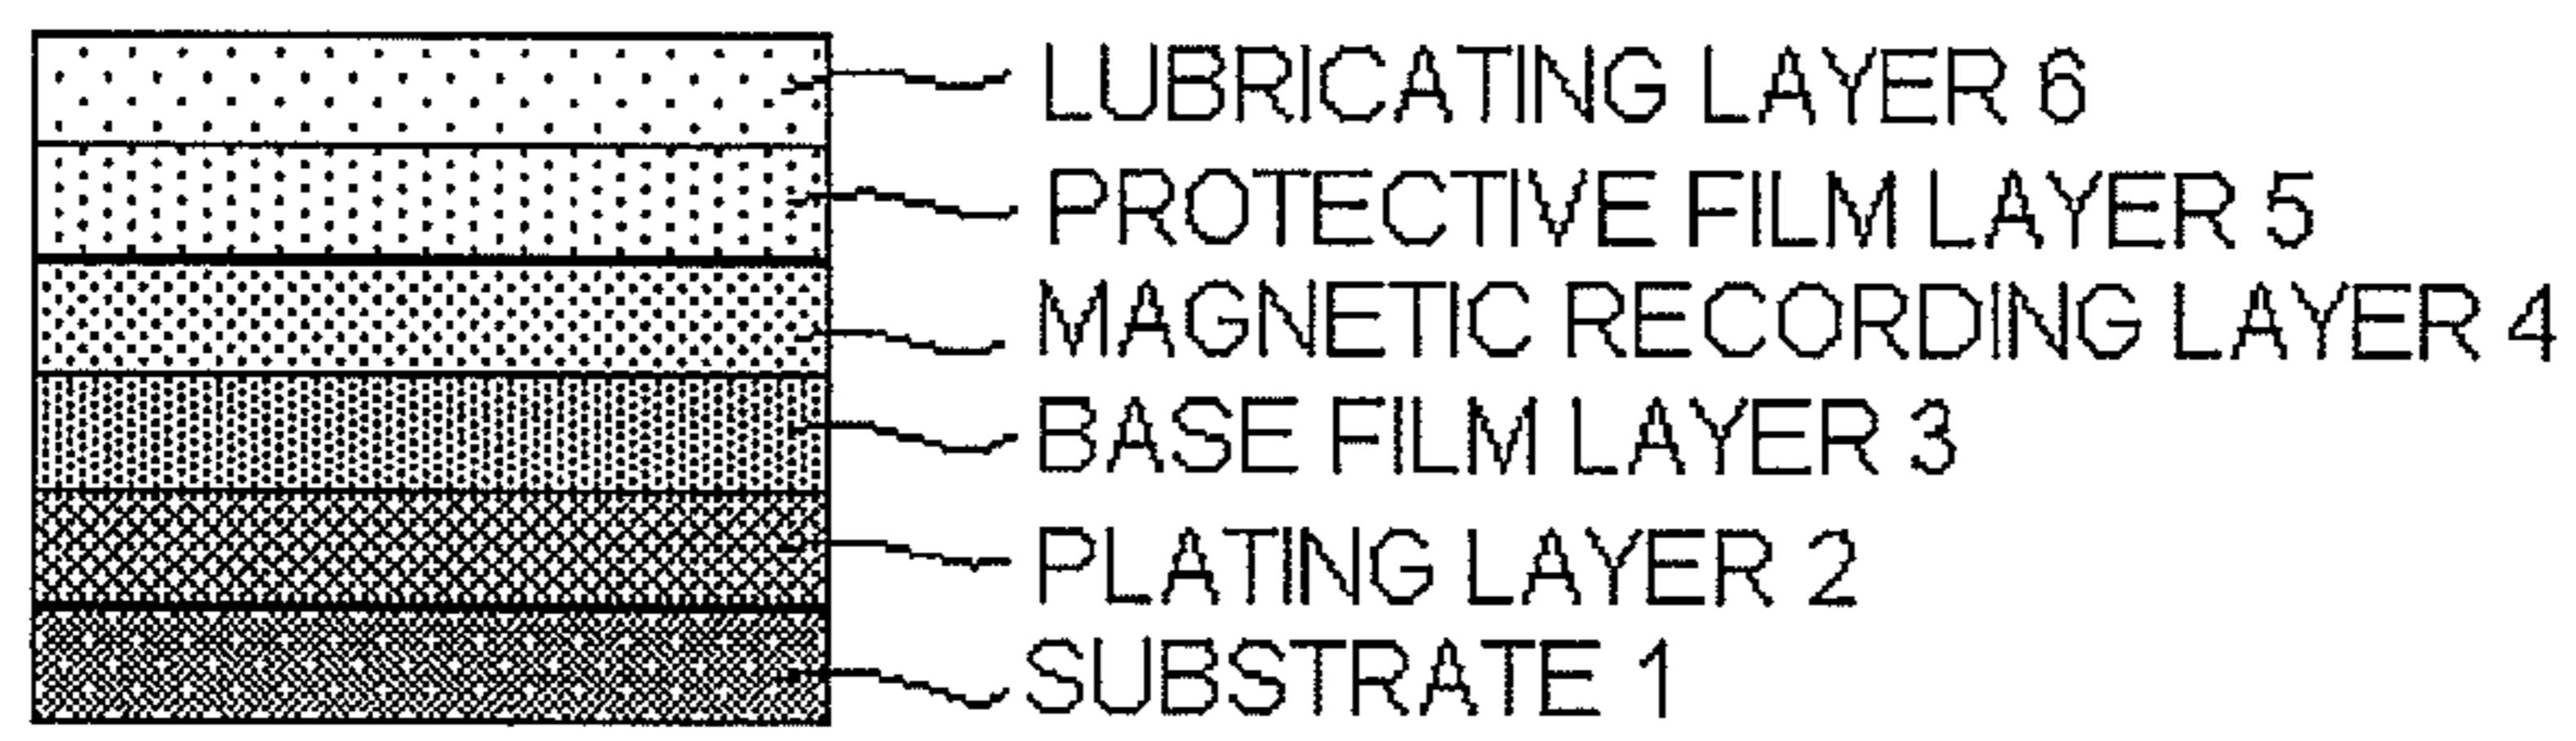 LUBRICATING LAYER 6
PROTECTIVE FILM LAYER 5
MAGNETIC RECORDING LAYER 4
BASE FILM LAYER 3
PLATING LAYER 2
SUBSTRATE 1